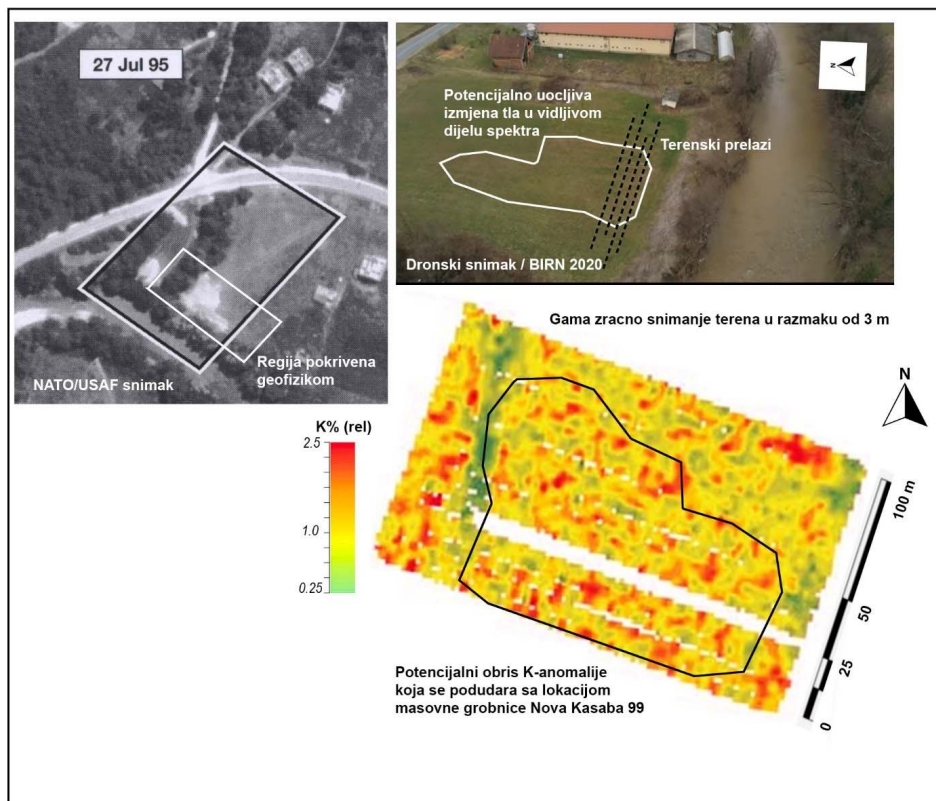 27 Jul 95
Regija pokrivena
geofizikom
NATO/USAF snimak
Potencijalno uocljiva
izmjena tla u vidljivom
dijelu spektra
Terenski prelazi
N
Dronski snimak / BIRN 2020
Gama zracno snimanje terena u razmaku od 3 m
N
K% (rel)
2.5
1.0
0.25
100 m
50
25
0
Potencijalni obris K-anomalije
koja se podudara sa lokacijom
masovne grobnice Nova Kasaba 99